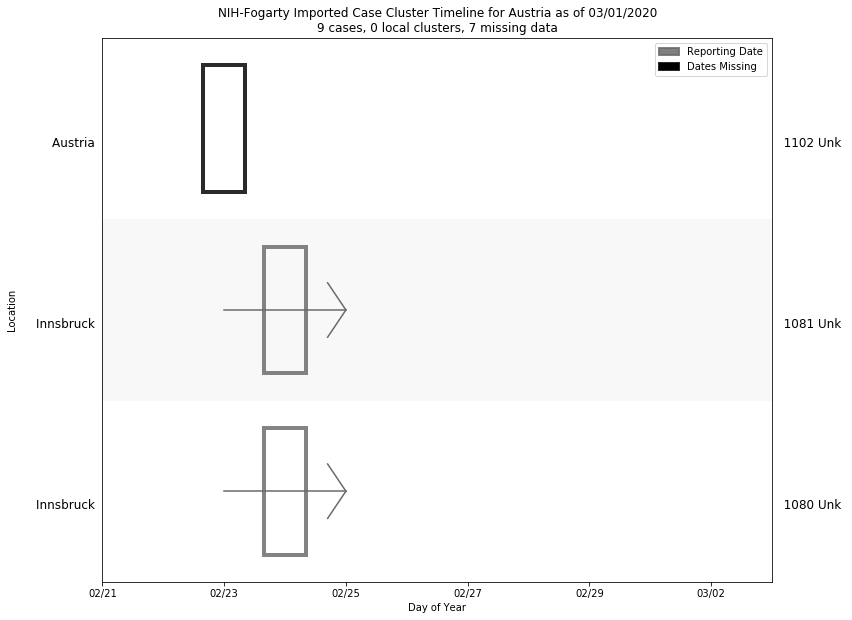 NIH-Fogarty Imported Case Cluster Timeline for Austria as of 03/01/2020
9 cases, 0 local clusters, 7 missing data
Reporting Date
Dates Missing
Austria
1102 Unk
Location
Innsbruck
1081 Unk
Innsbruck
1080 Unk
02/21
02/23
02/25
02/27
02/29
03/02
Day of Year